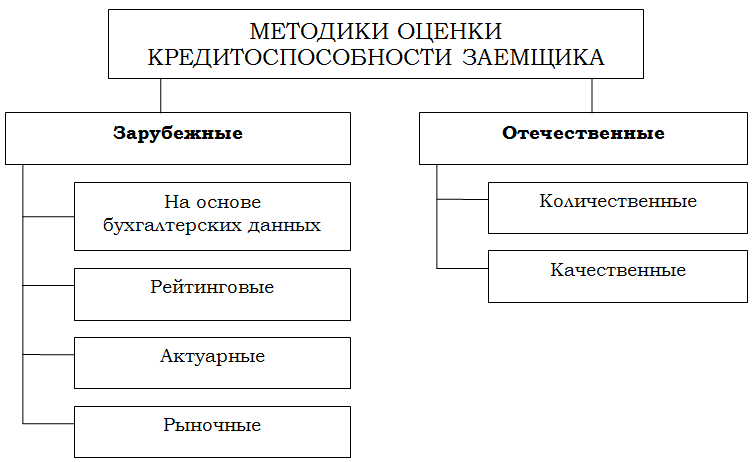 МЕТОДИКИ ОЦЕНКИ
КРЕДИТОСПОСОБНОСТИ ЗАЕМЩИКА
Зарубежные
Отечественные
На основе
бухгалтерских данных
Количественные
Рейтинговые
Качественные
Актуарные
Рыночные